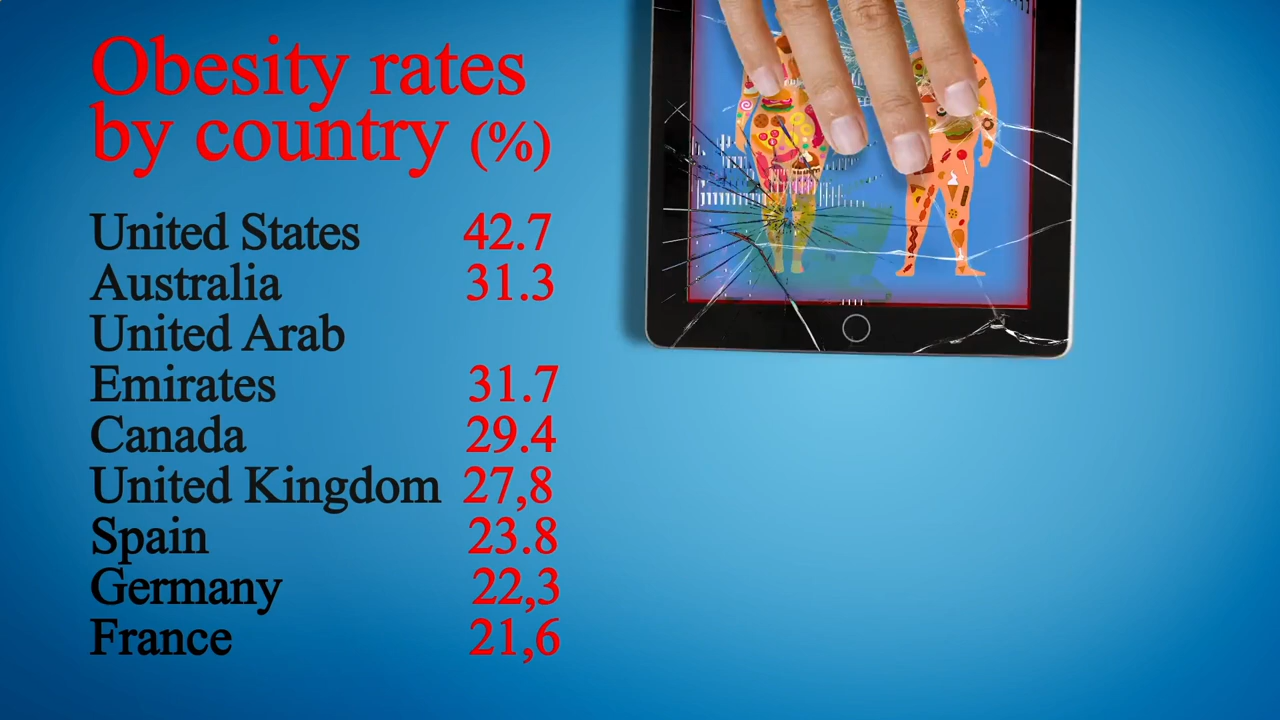 Obesity rates
by country (%)
United States 42.7
Australia 31.3
United Arab
Emirates 31.7
Canada 29.4
United Kingdom 27,8
Spain 23.8
Germany 22,3
France 21,6